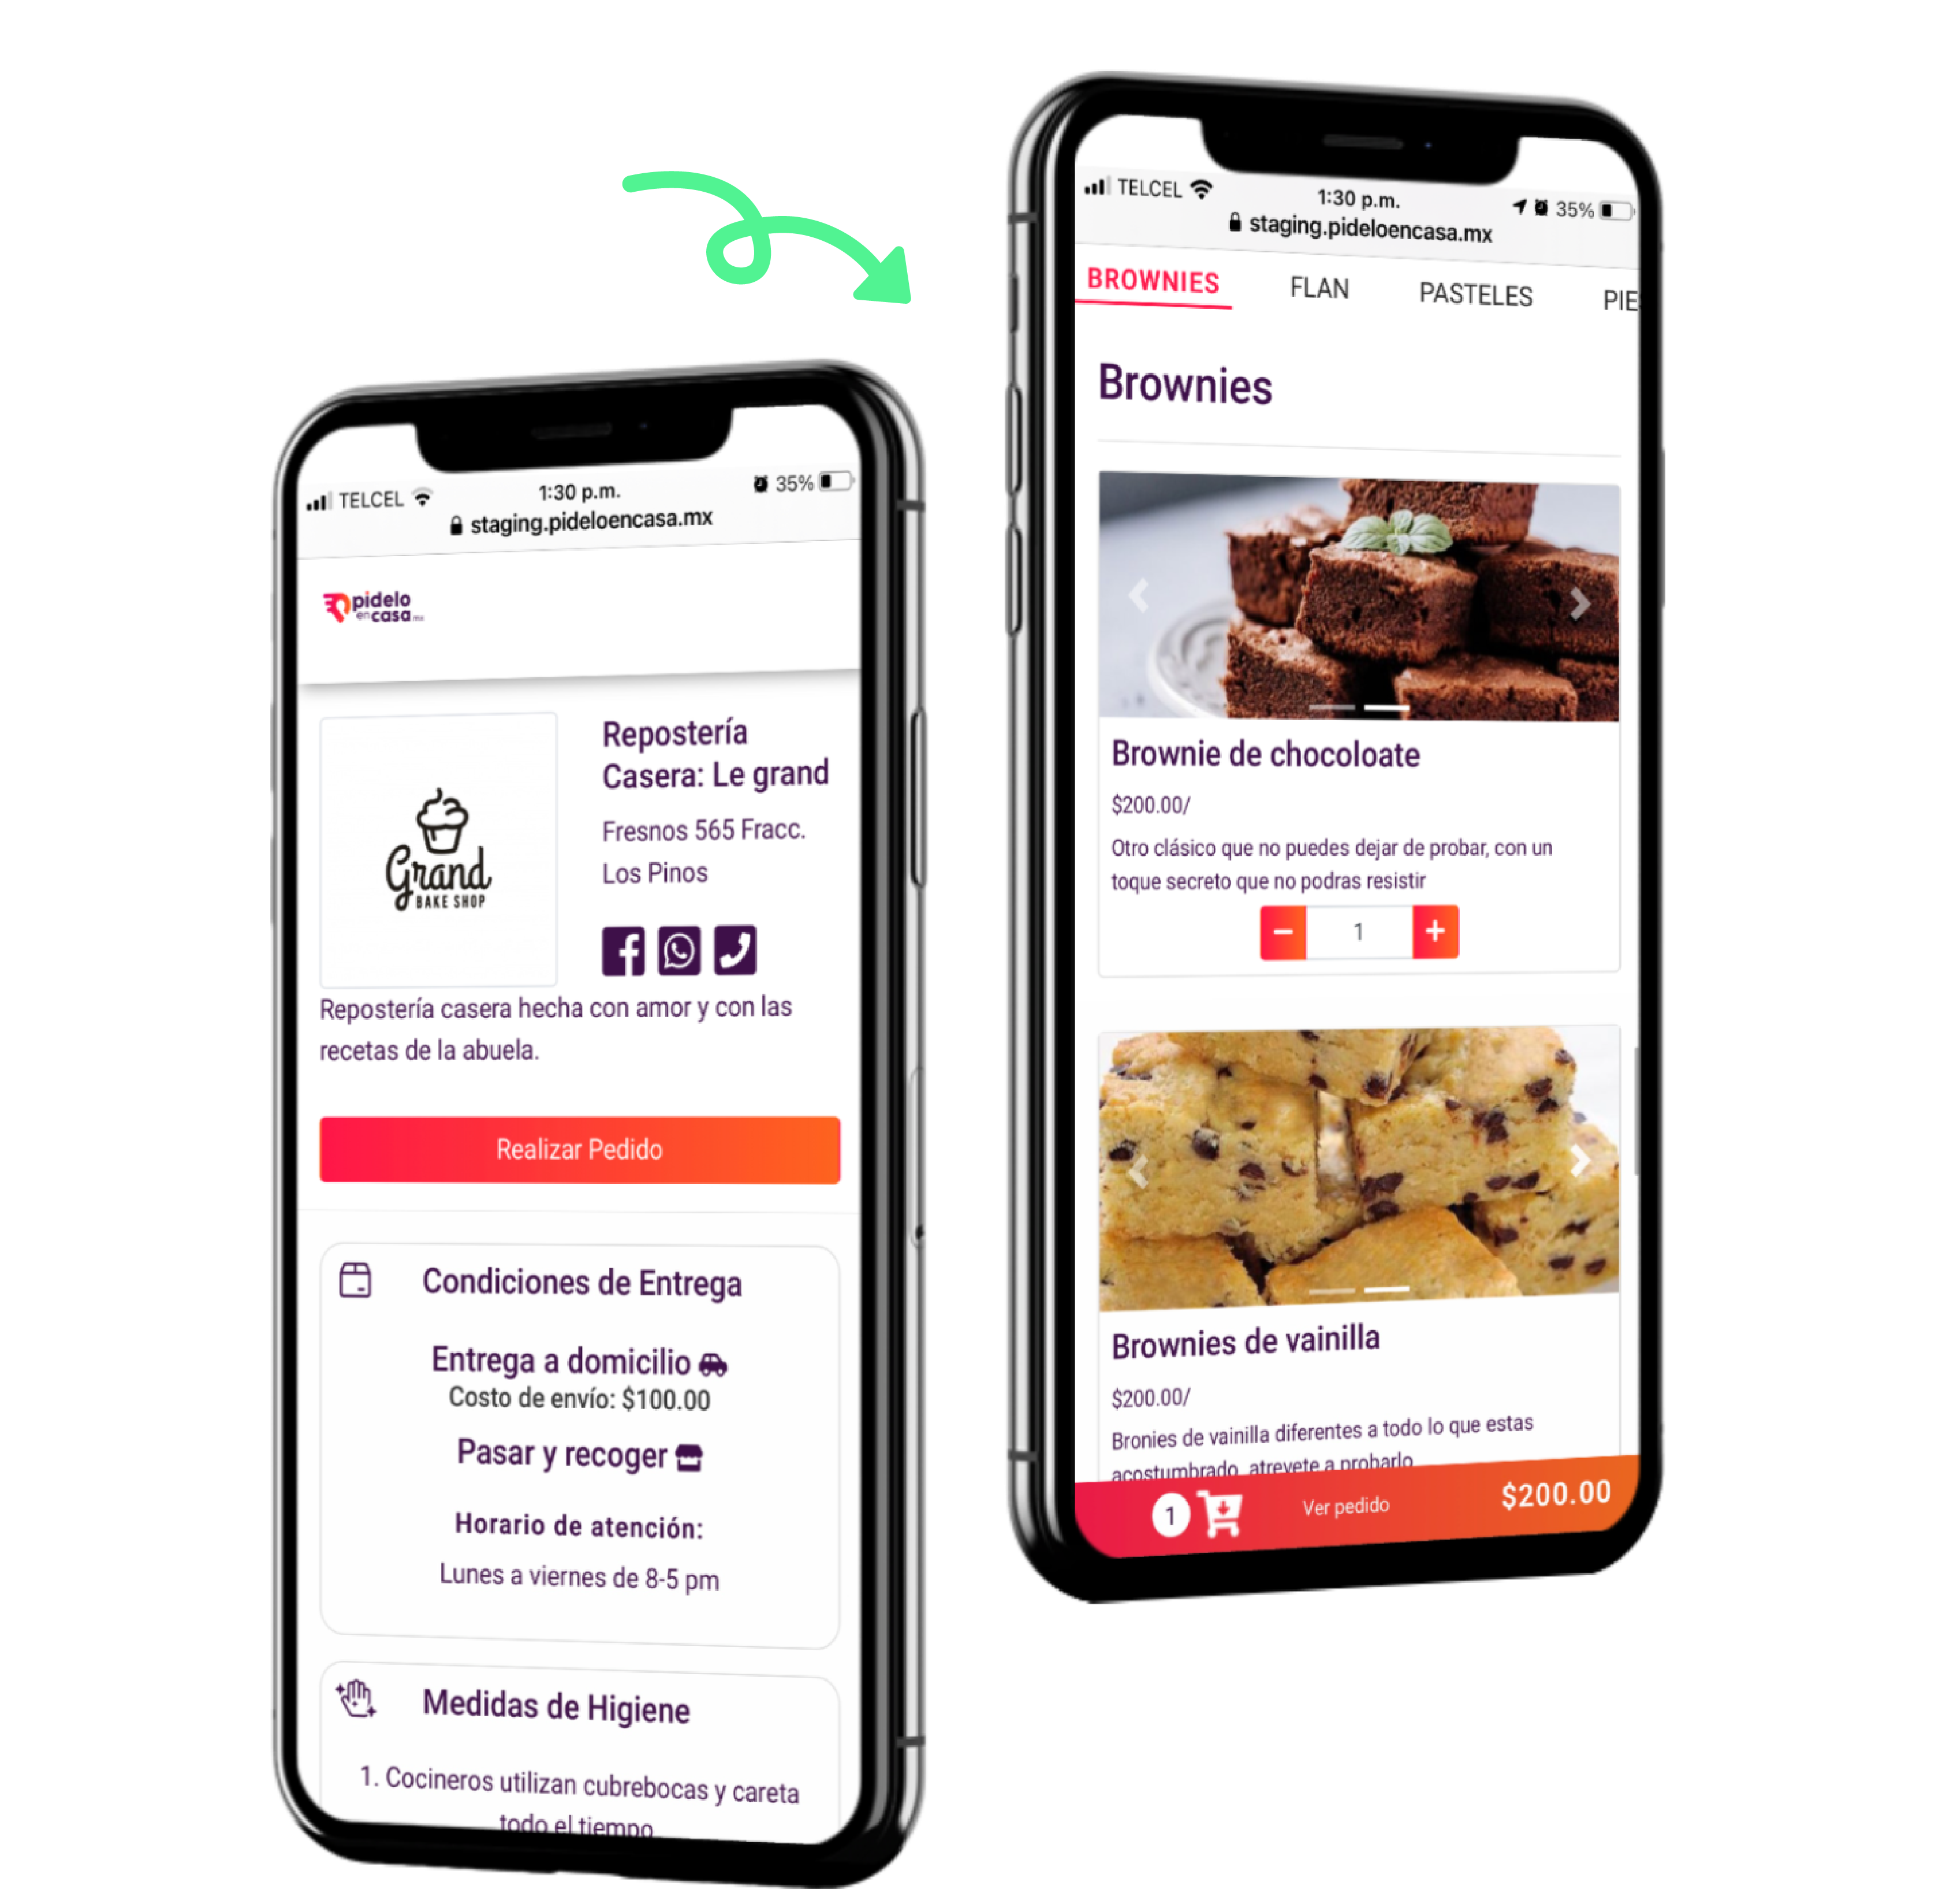 TELCEL
1:30 p.m.
35%
staging.pideloencasa.mx
pidelo
en casa .mx
Grand
BAKE SHOP
Repostería
Casera: Le grand
Fresnos 565 Fracc.
Los Pinos
Repostería casera hecha con amor y con las
recetas de la abuela.
Realizar Pedido
Condiciones de Entrega
Entrega a domicilio
Costo de envío: $100.00
Pasar y recoger
Horario de atención:
Lunes a viernes de 8-5 pm
Medidas de Higiene
1. Cocineros utilizan cubrebocas y careta
todo el tiempo
TELCEL
1:30 p.m.
35%
staging.pideloencasa.mx
BROWNIES FLAN PASTELES PIES
Brownies
Brownie de chocoloate
$200.00/
Otro clásico que no puedes dejar de probar, con un
toque secreto que no podras resistir
− 1 +
Brownies de vainilla
$200.00/
Bronies de vainilla diferentes a todo lo que estas
acostumbrado, atrevete a probarlo
1 Ver pedido $200.00